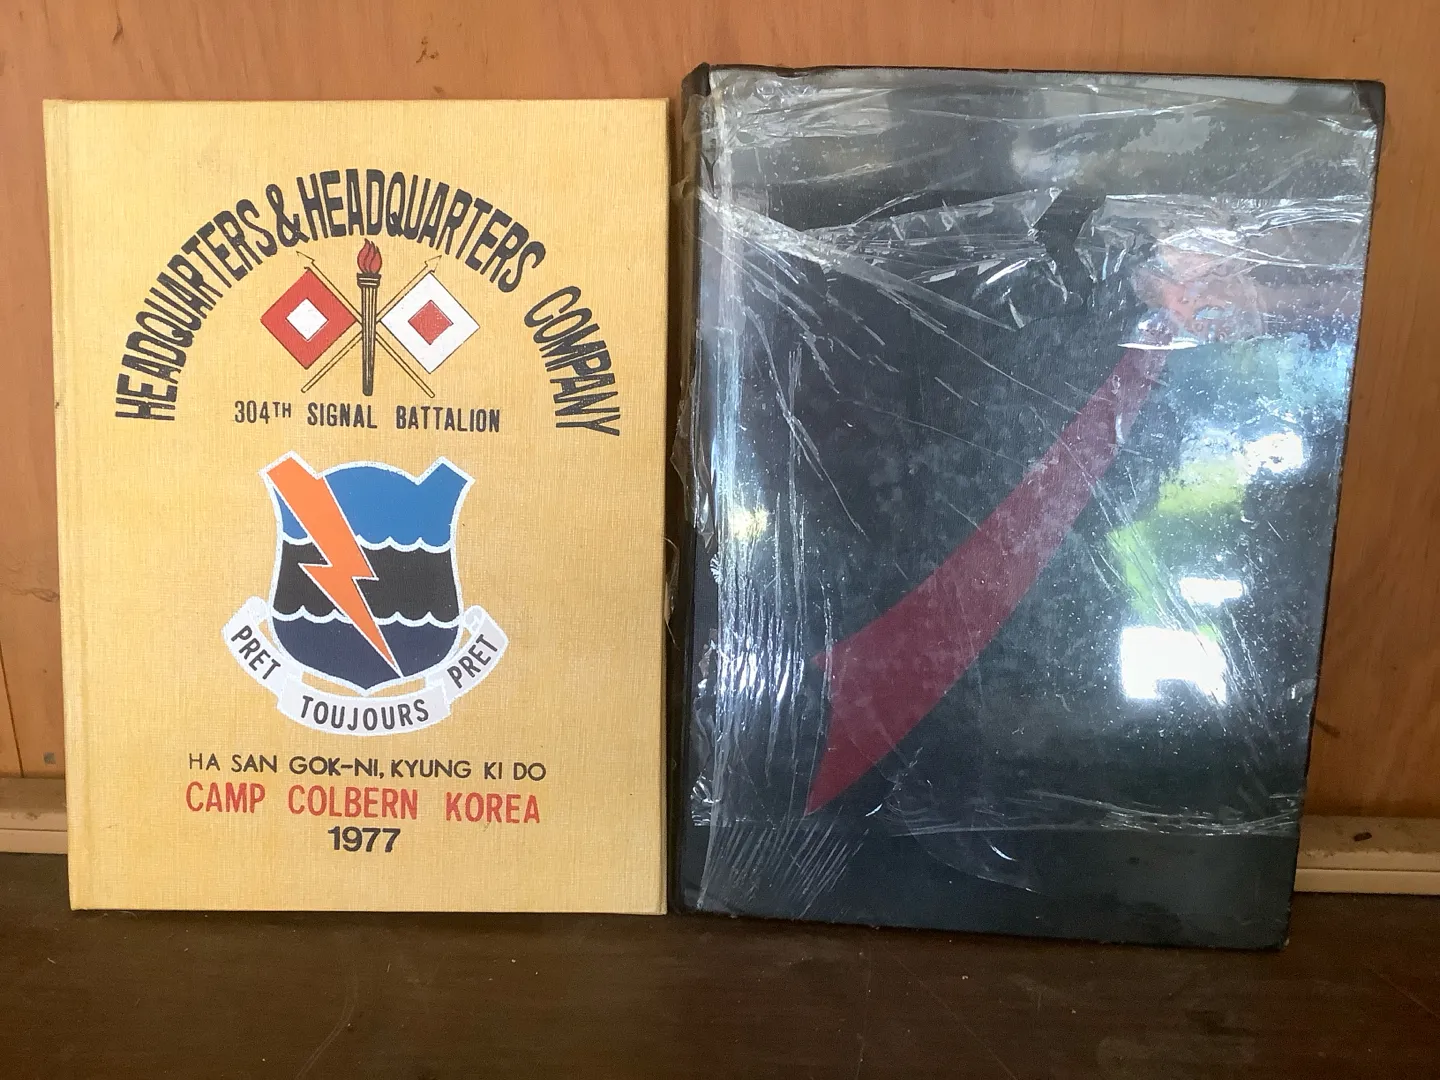 HEADQUARTERS & HEADQUARTERS COMPANY
304TH SIGNAL BATTALION
PRET TOUJOURS PRET
HA SAN GOK-NI, KYUNG KI DO
CAMP COLBERN KOREA
1977